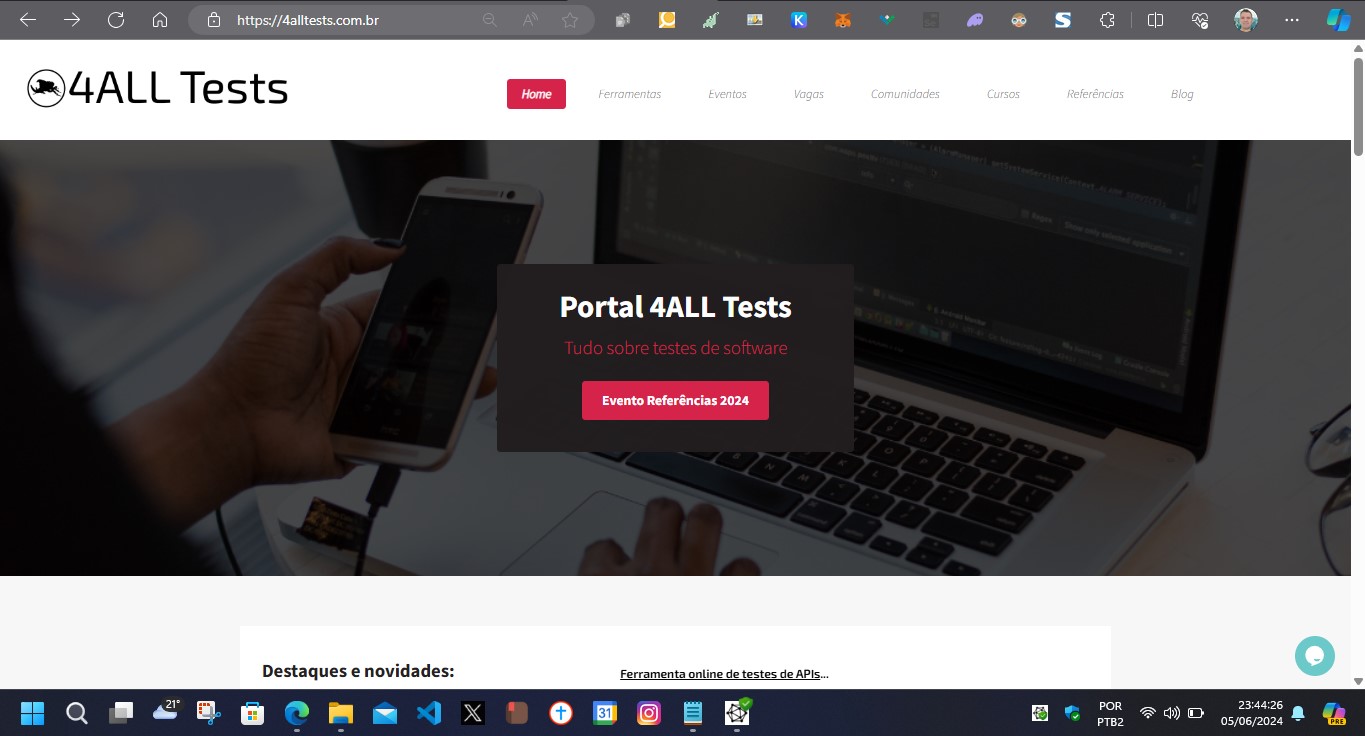 https://4alltests.com.br
4ALL Tests
Home
Ferramentas
Eventos
Vagas
Comunidades
Cursos
Referências
Blog
Portal 4ALL Tests
Tudo sobre testes de software
Evento Referências 2024
Destaques e novidades:
Ferramenta online de testes de APIs...
21°
31
POR
PTB2
23:44:26
05/06/2024
PRE